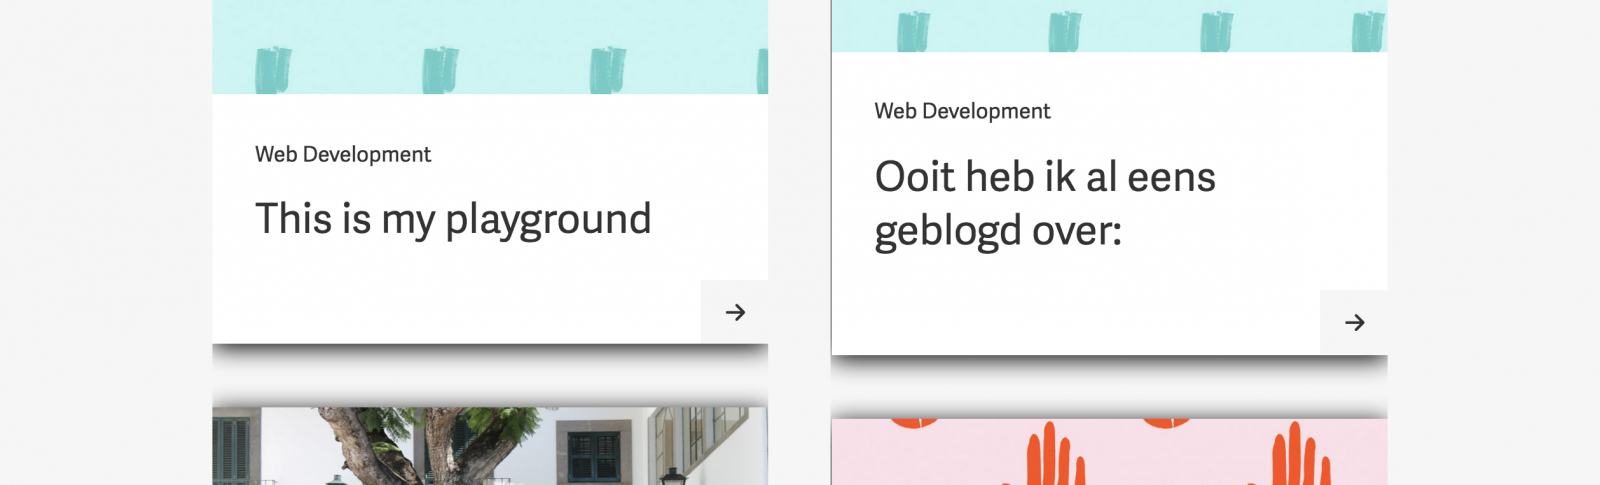 Web Development
This is my playground
Web Development
Ooit heb ik al eens
geblogd over: